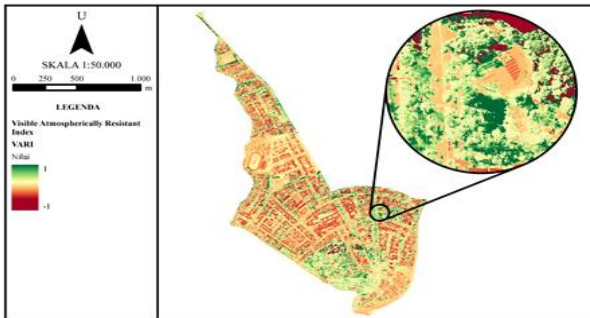 U
SKALA 1:50.000
0 250 500 1.000
m
LEGENDA
Visible Atmospherically Resistant
Index
VARI
Nilai
1
-1